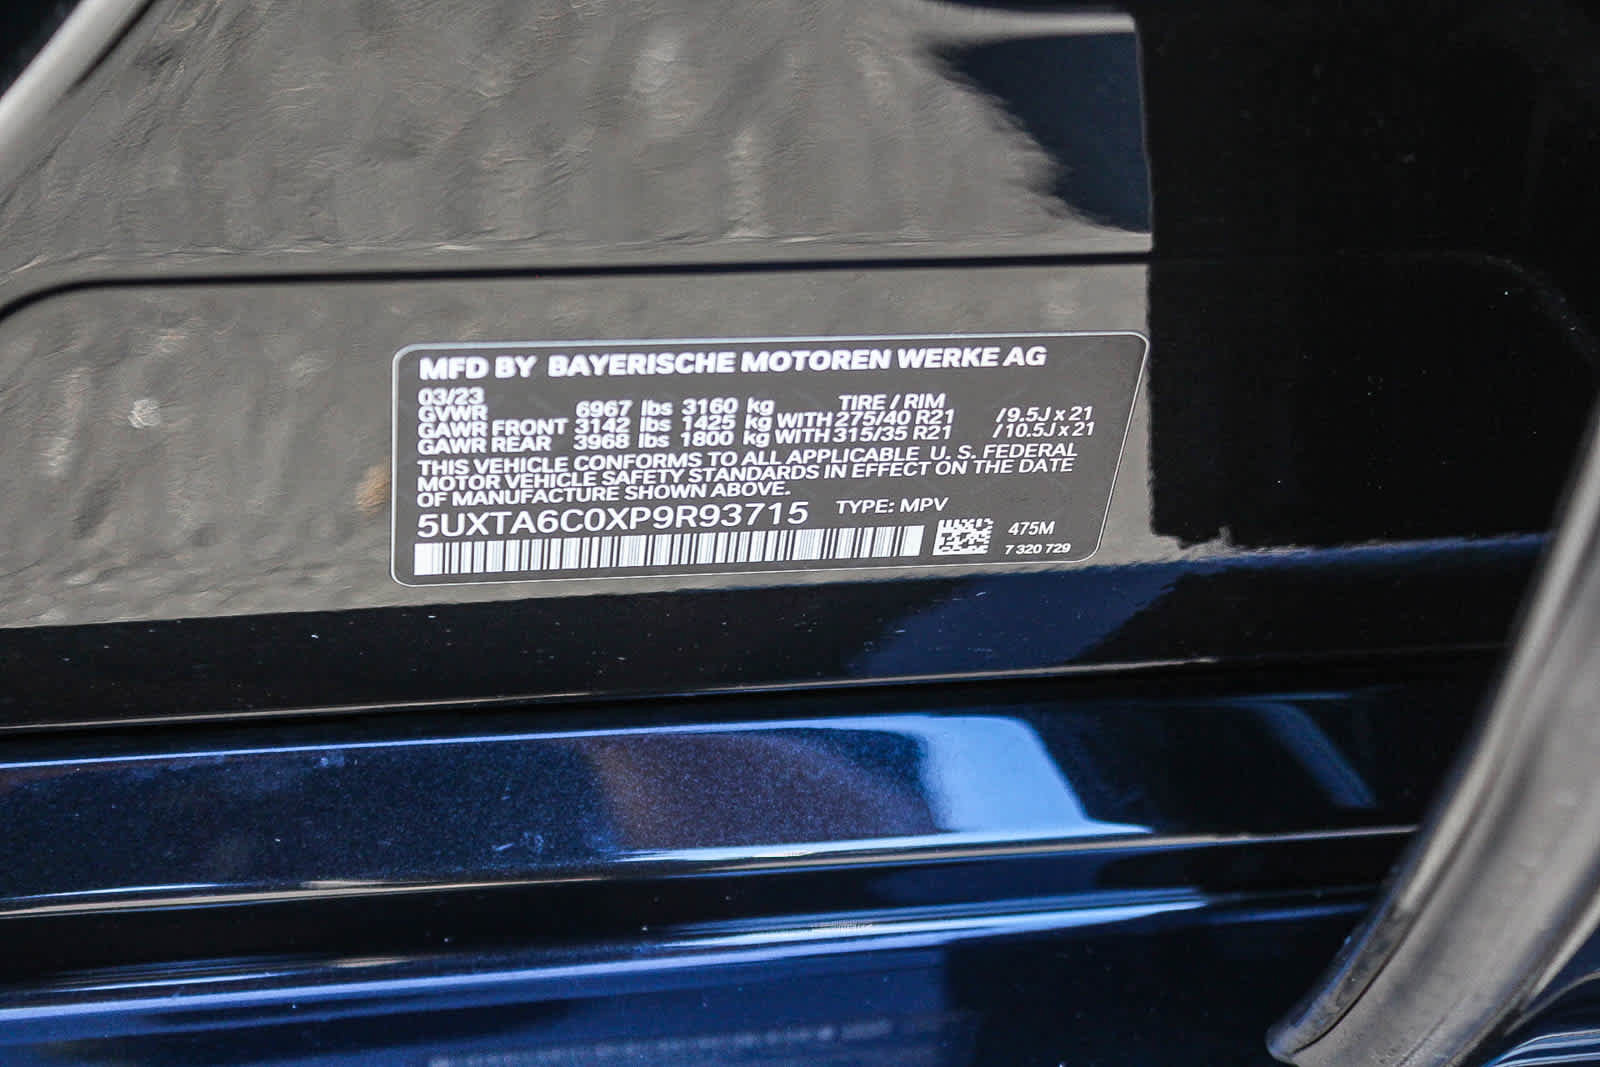 MFD BY BAYERISCHE MOTOREN WERKE AG
03/23 TIRE / RIM
GVWR 6967 lbs 3160 kg
GAWR FRONT 3142 lbs 1425 kg WITH 275/40 R21 / 9.5J x 21
GAWR REAR 3968 lbs 1800 kg WITH 315/35 R21 / 10.5J x 21
THIS VEHICLE CONFORMS TO ALL APPLICABLE U. S. FEDERAL
MOTOR VEHICLE SAFETY STANDARDS IN EFFECT ON THE DATE
OF MANUFACTURE SHOWN ABOVE.
5UXTA6C0XP9R93715 TYPE: MPV
475M
7 320 729